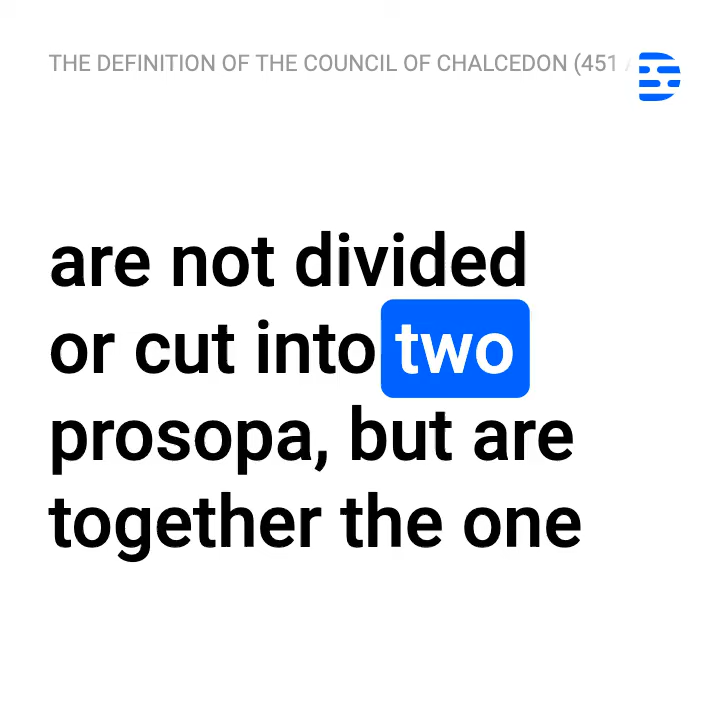 THE DEFINITION OF THE COUNCIL OF CHALCEDON (451
are not divided
or cut into two
prosopa, but are
together the one